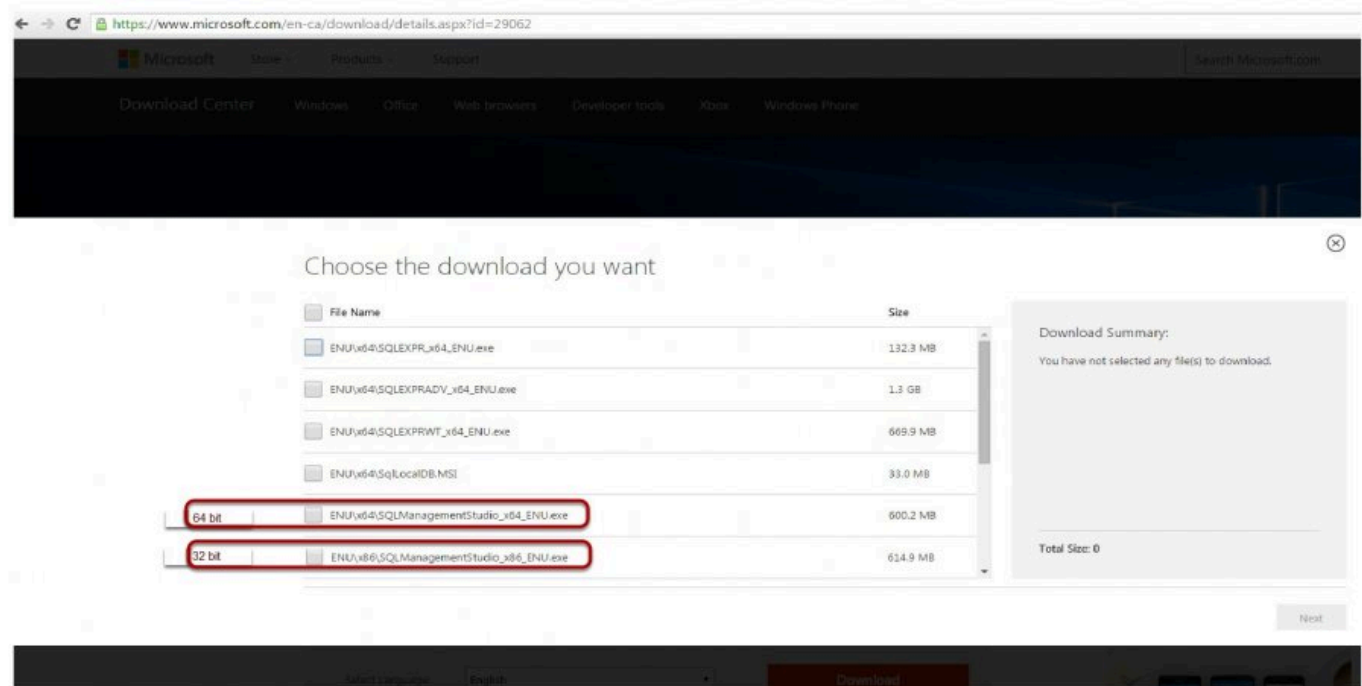 https://www.microsoft.com/en-ca/download/details.aspx?id=29062
Microsoft Store Products Support Search Microsoft.com
Download Center Windows Office Web browsers Developer tools Xbox Windows Phone
Choose the download you want
File Name Size
ENU\x64\SQLEXPR_x64_ENU.exe 132.3 MB
ENU\x64\SQLEXPRADV_x64_ENU.exe 1.3 GB
ENU\x64\SQLEXPRWT_x64_ENU.exe 669.9 MB
ENU\x64\SqlLocalDB.MSI 33.0 MB
64 bit ENU\x64\SQLManagementStudio_x64_ENU.exe 600.2 MB
32 bit ENU\x86\SQLManagementStudio_x86_ENU.exe 614.9 MB
Download Summary:
You have not selected any file(s) to download.
Total Size: 0
Next
Select Language: English Download